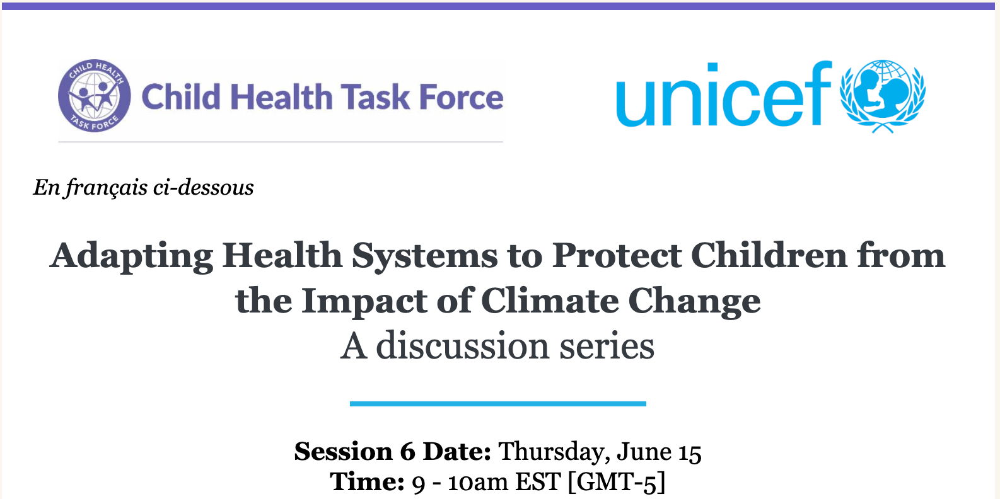 CHILD HEALTH
TASK FORCE
Child Health Task Force
unicef
En français ci-dessous
Adapting Health Systems to Protect Children from
the Impact of Climate Change
A discussion series
Session 6 Date: Thursday, June 15
Time: 9 - 10am EST [GMT-5]